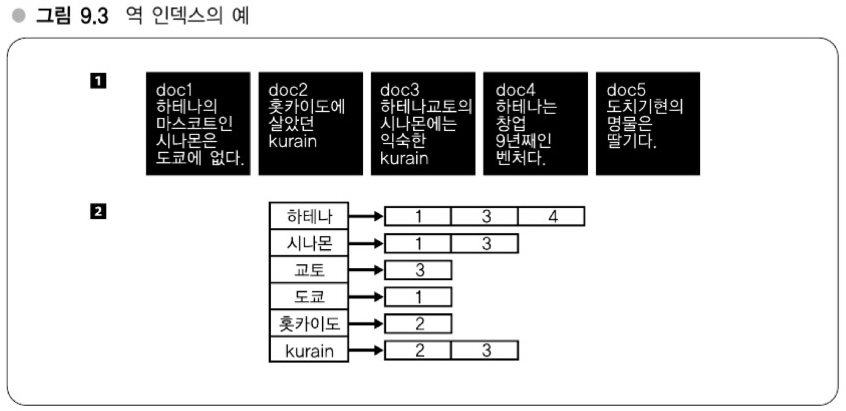 ● 그림 9.3 역 인덱스의 예
1
doc1
하테나의
마스코트인
시나몬은
도쿄에 없다.
doc2
홋카이도에
살았던
kurain
doc3
하테나교토의
시나몬에는
익숙한
kurain
doc4
하테나는
창업
9년째인
벤처다.
doc5
도치기현의
명물은
딸기다.
2
하테나 1 3 4
시나몬 1 3
교토 3
도쿄 1
홋카이도 2
kurain 2 3